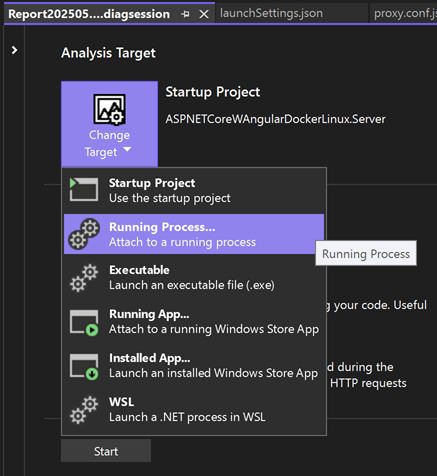 Report202505....diagsession
launchSettings.json
proxy.conf.js
Analysis Target
Change
Target
Startup Project
ASPNETCoreWAngularDockerLinux.Server
Startup Project
Use the startup project
Running Process...
Attach to a running process
Running Process
Executable
Launch an executable file (.exe)
g your code. Useful
Running App...
Attach to a running Windows Store App
Installed App...
Launch an installed Windows Store App
d during the
HTTP requests
WSL
Launch a .NET process in WSL
Start